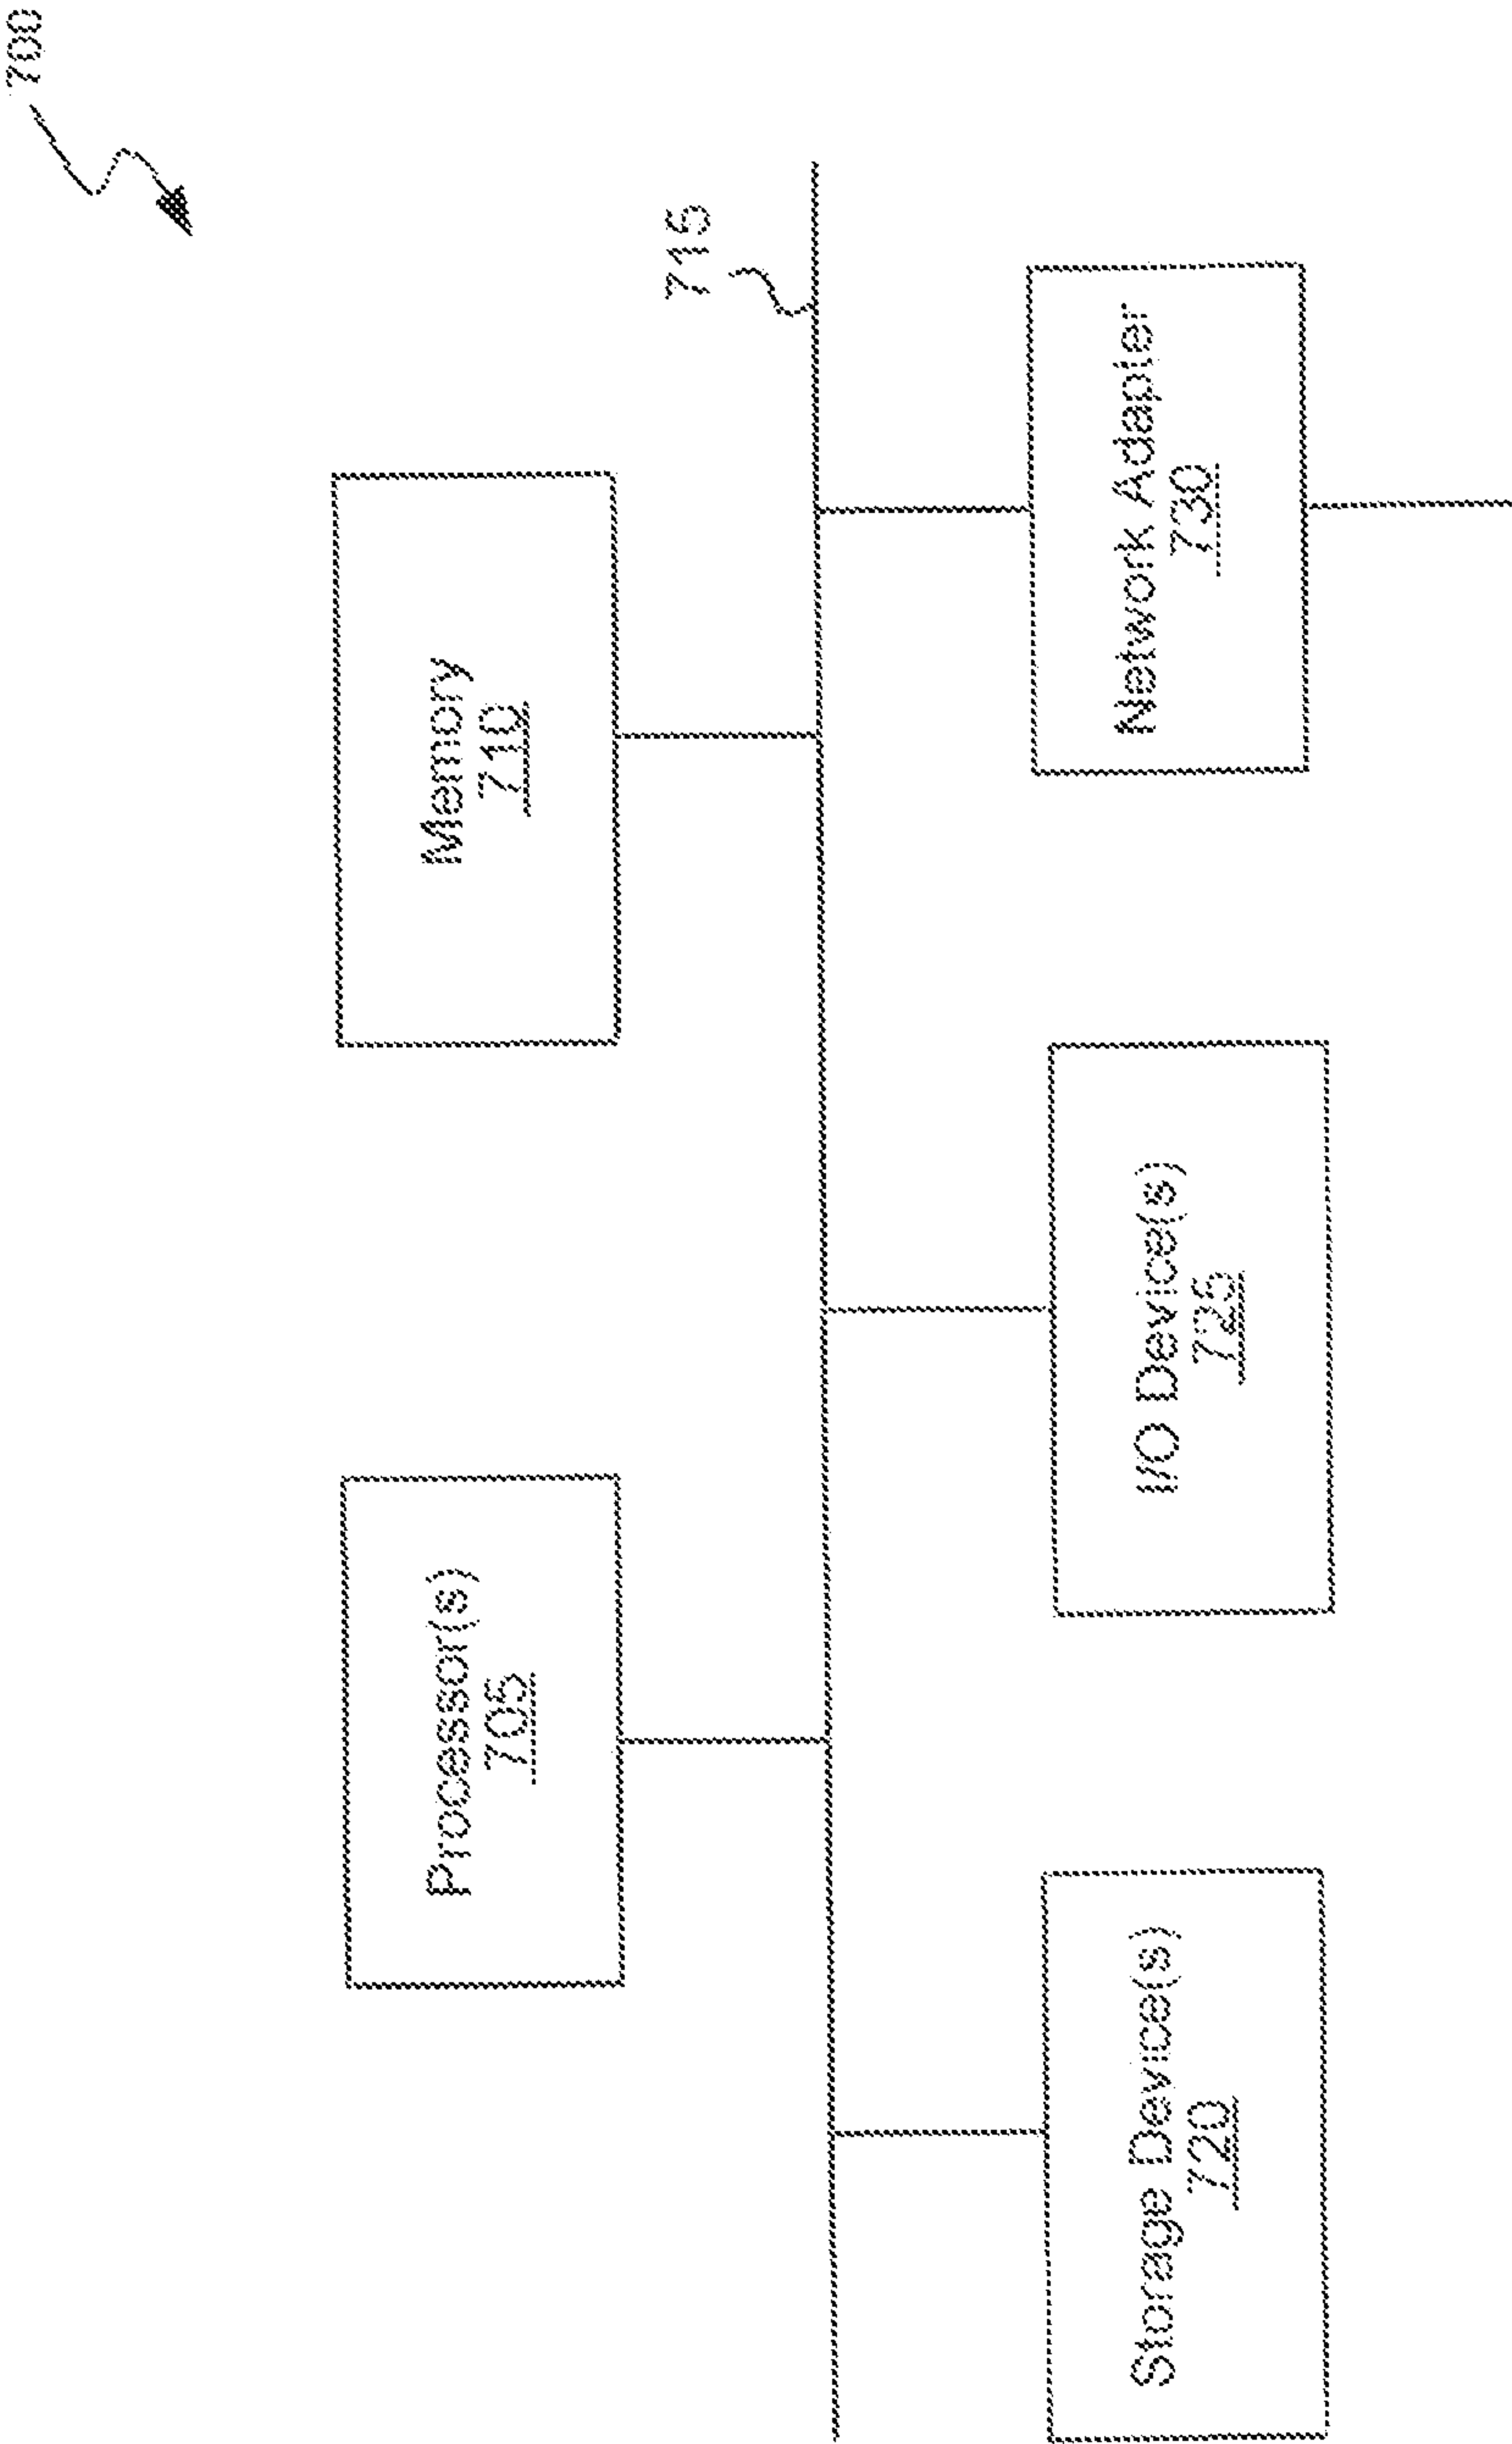 700
Processor(s)
705
Memory
710
715
Storage Device(s)
720
I/O Device(s)
725
Network Adapter
730